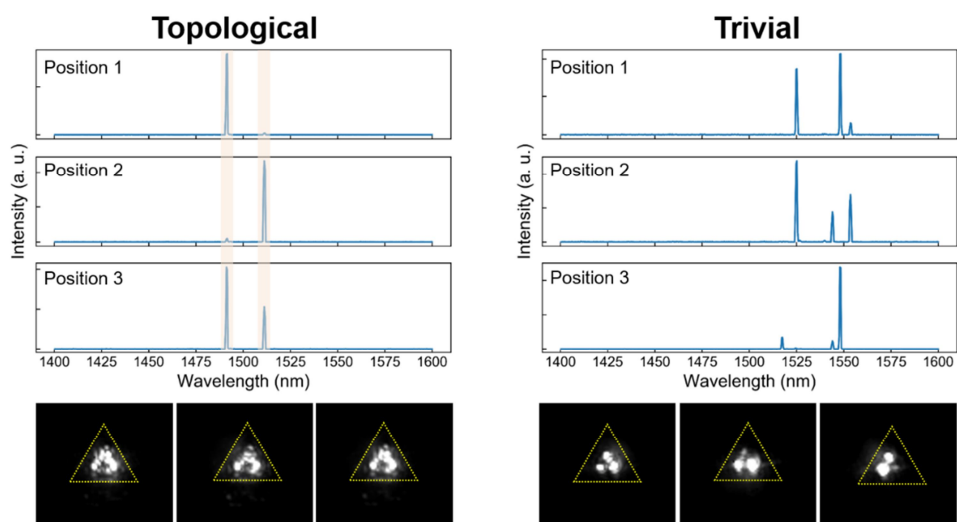 Topological
Trivial
Position 1
Position 2
Position 3
Intensity (a. u.)
1400 1425 1450 1475 1500 1525 1550 1575 1600
Wavelength (nm)
Position 1
Position 2
Position 3
Intensity (a. u.)
1400 1425 1450 1475 1500 1525 1550 1575 1600
Wavelength (nm)